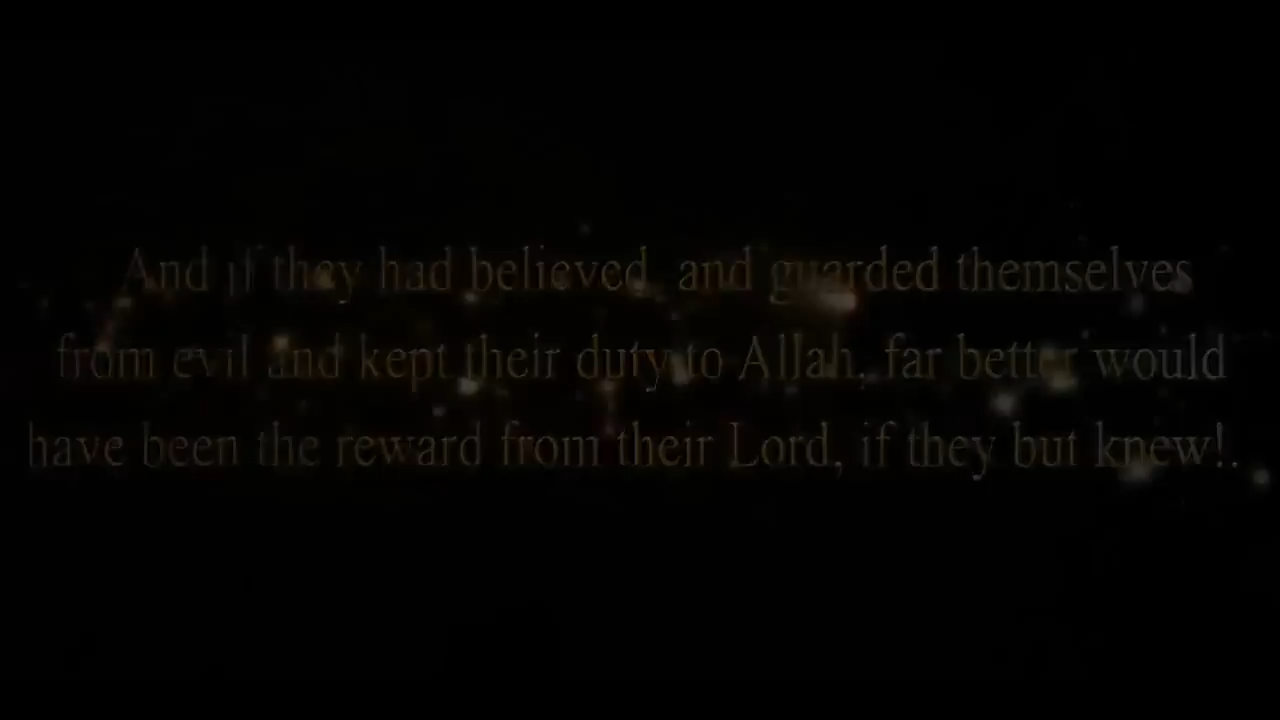 And if they had believed, and guarded themselves
from evil and kept their duty to Allah, far better would
have been the reward from their Lord, if they but knew!.